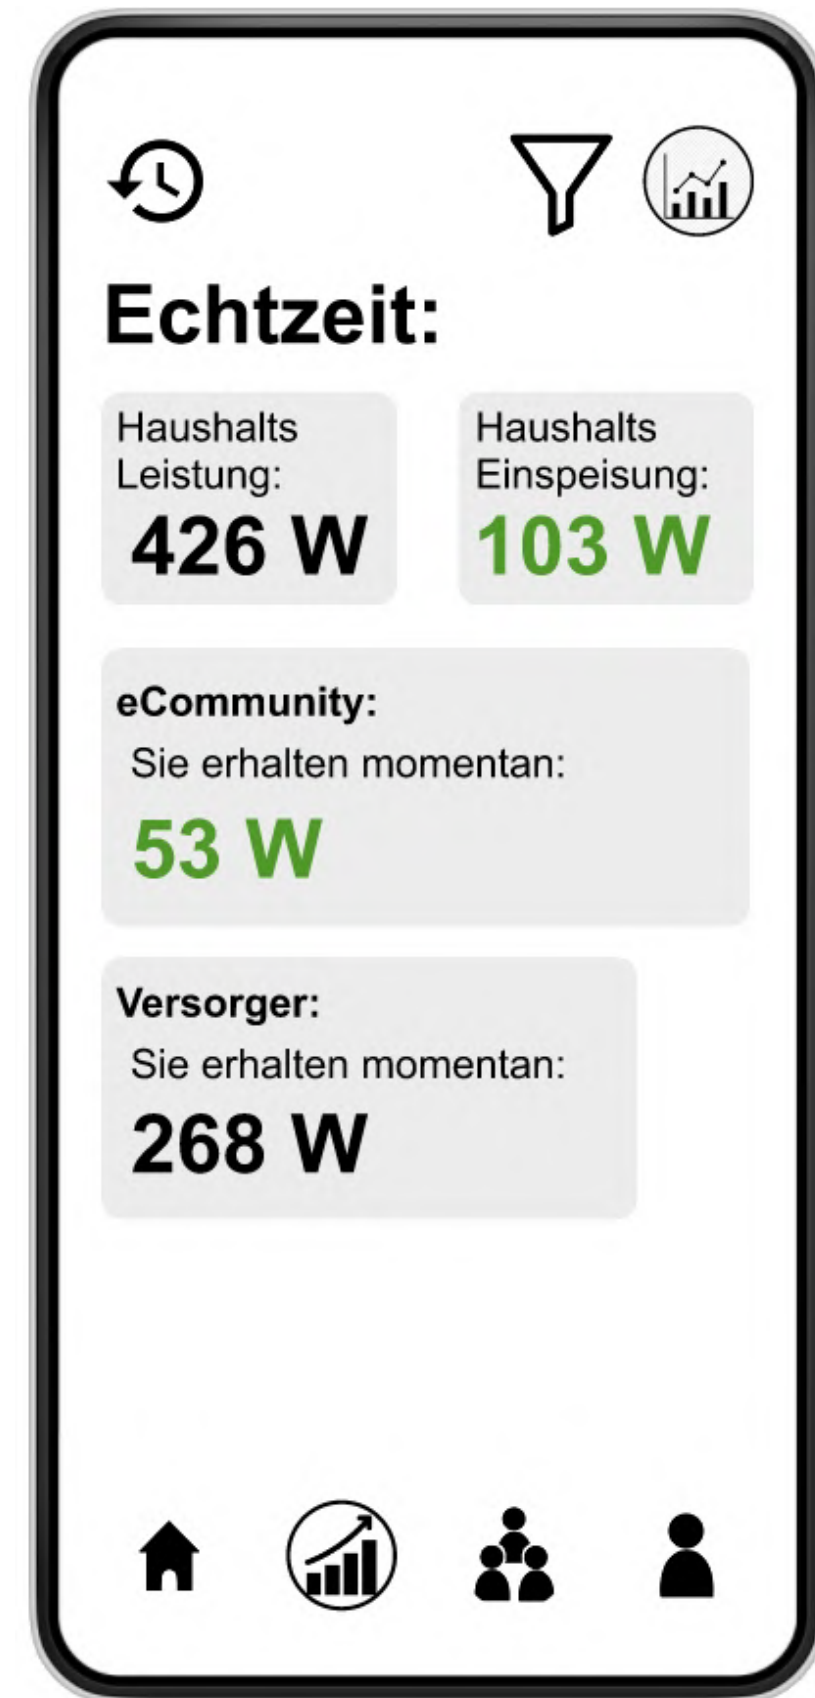 Echtzeit:
Haushalts
Leistung:
426 W
Haushalts
Einspeisung:
103 W
eCommunity:
Sie erhalten momentan:
53 W
Versorger:
Sie erhalten momentan:
268 W